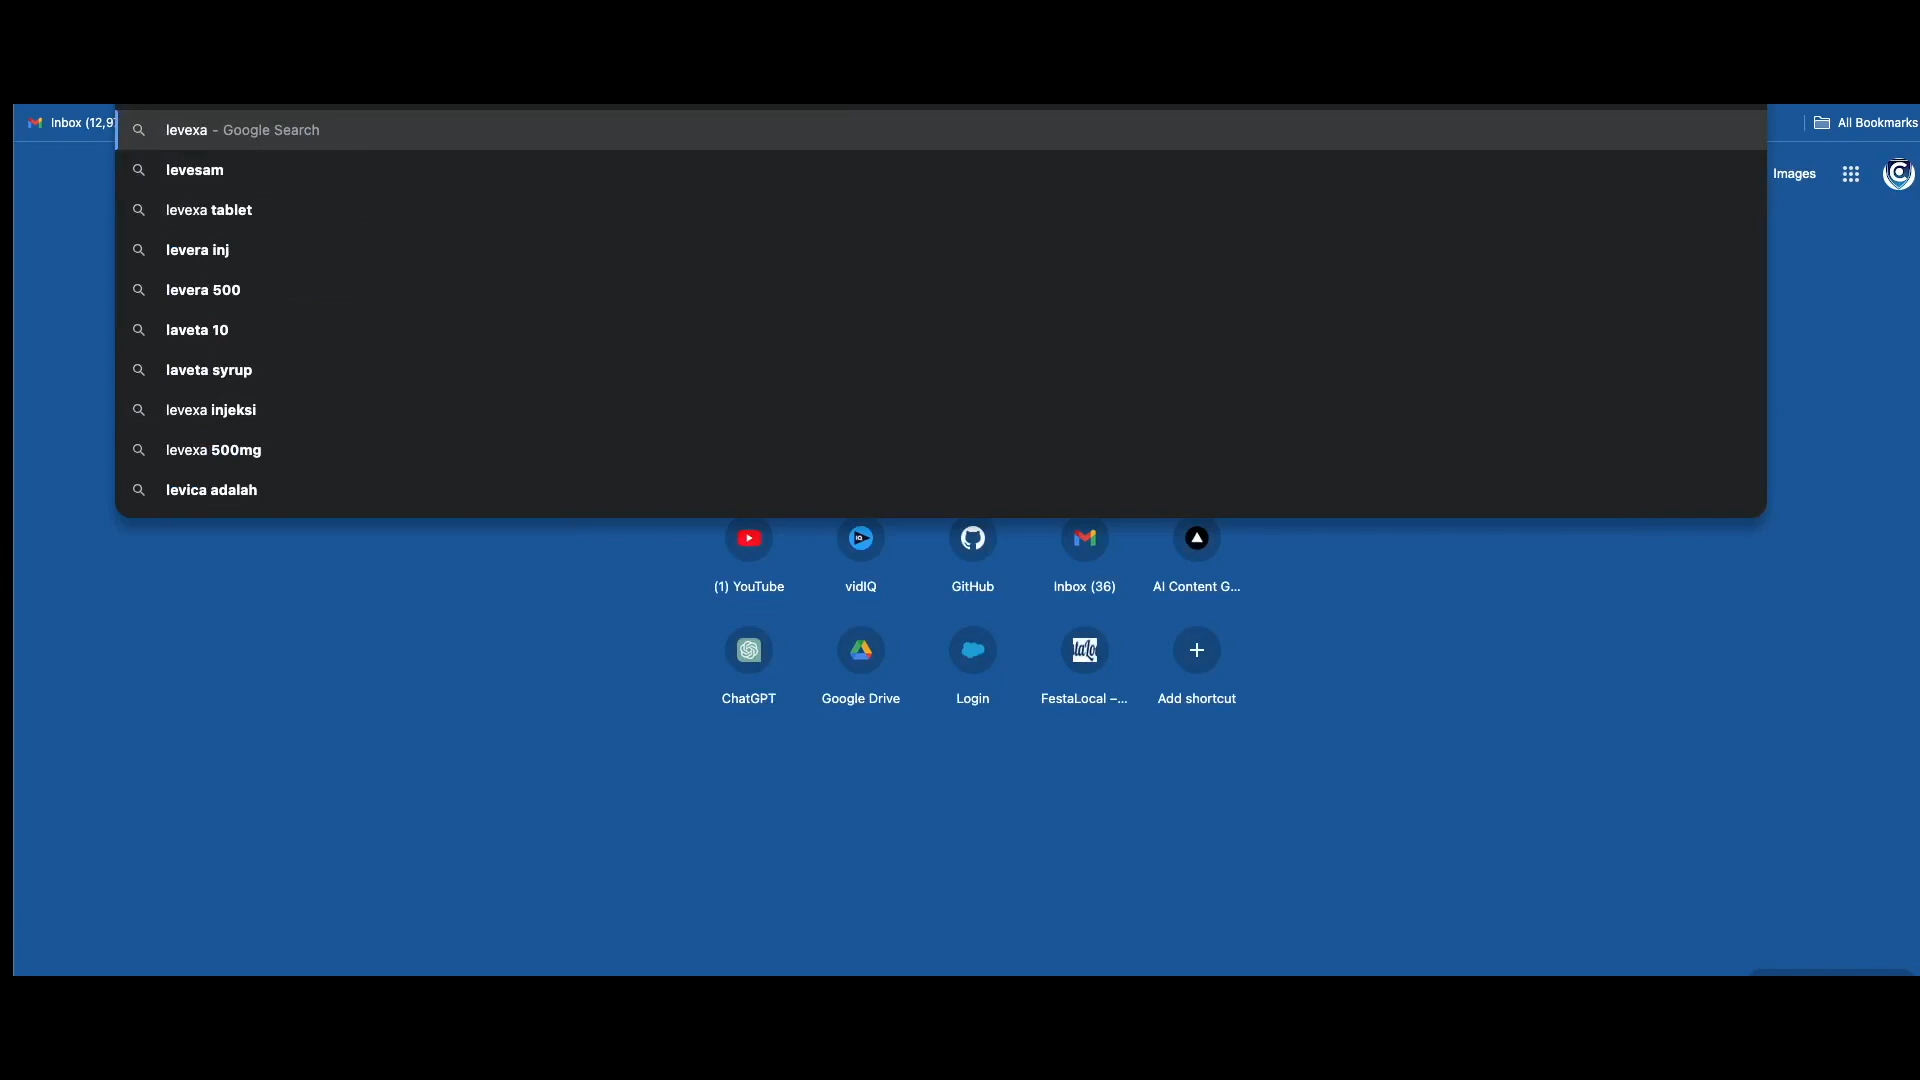 Inbox (12,9
levexa - Google Search
All Bookmarks
levesam
Images
levexa tablet
levera inj
levera 500
laveta 10
laveta syrup
levexa injeksi
levexa 500mg
levica adalah
(1) YouTube
vidIQ
GitHub
Inbox (36)
AI Content G...
ChatGPT
Google Drive
Login
FestaLocal –...
Add shortcut